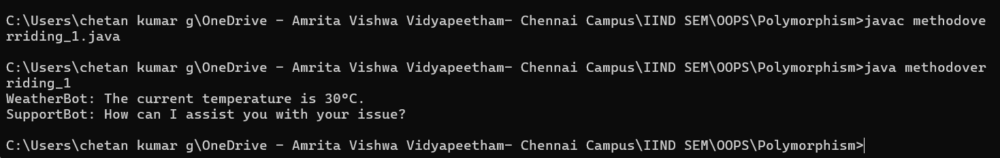 C:\Users\chetan kumar g\OneDrive - Amrita Vishwa Vidyapeetham- Chennai Campus\IIND SEM\OOPS\Polymorphism>javac methodove
rriding_1.java
C:\Users\chetan kumar g\OneDrive - Amrita Vishwa Vidyapeetham- Chennai Campus\IIND SEM\OOPS\Polymorphism>java methodover
riding_1
WeatherBot: The current temperature is 30°C.
SupportBot: How can I assist you with your issue?
C:\Users\chetan kumar g\OneDrive - Amrita Vishwa Vidyapeetham- Chennai Campus\IIND SEM\OOPS\Polymorphism>